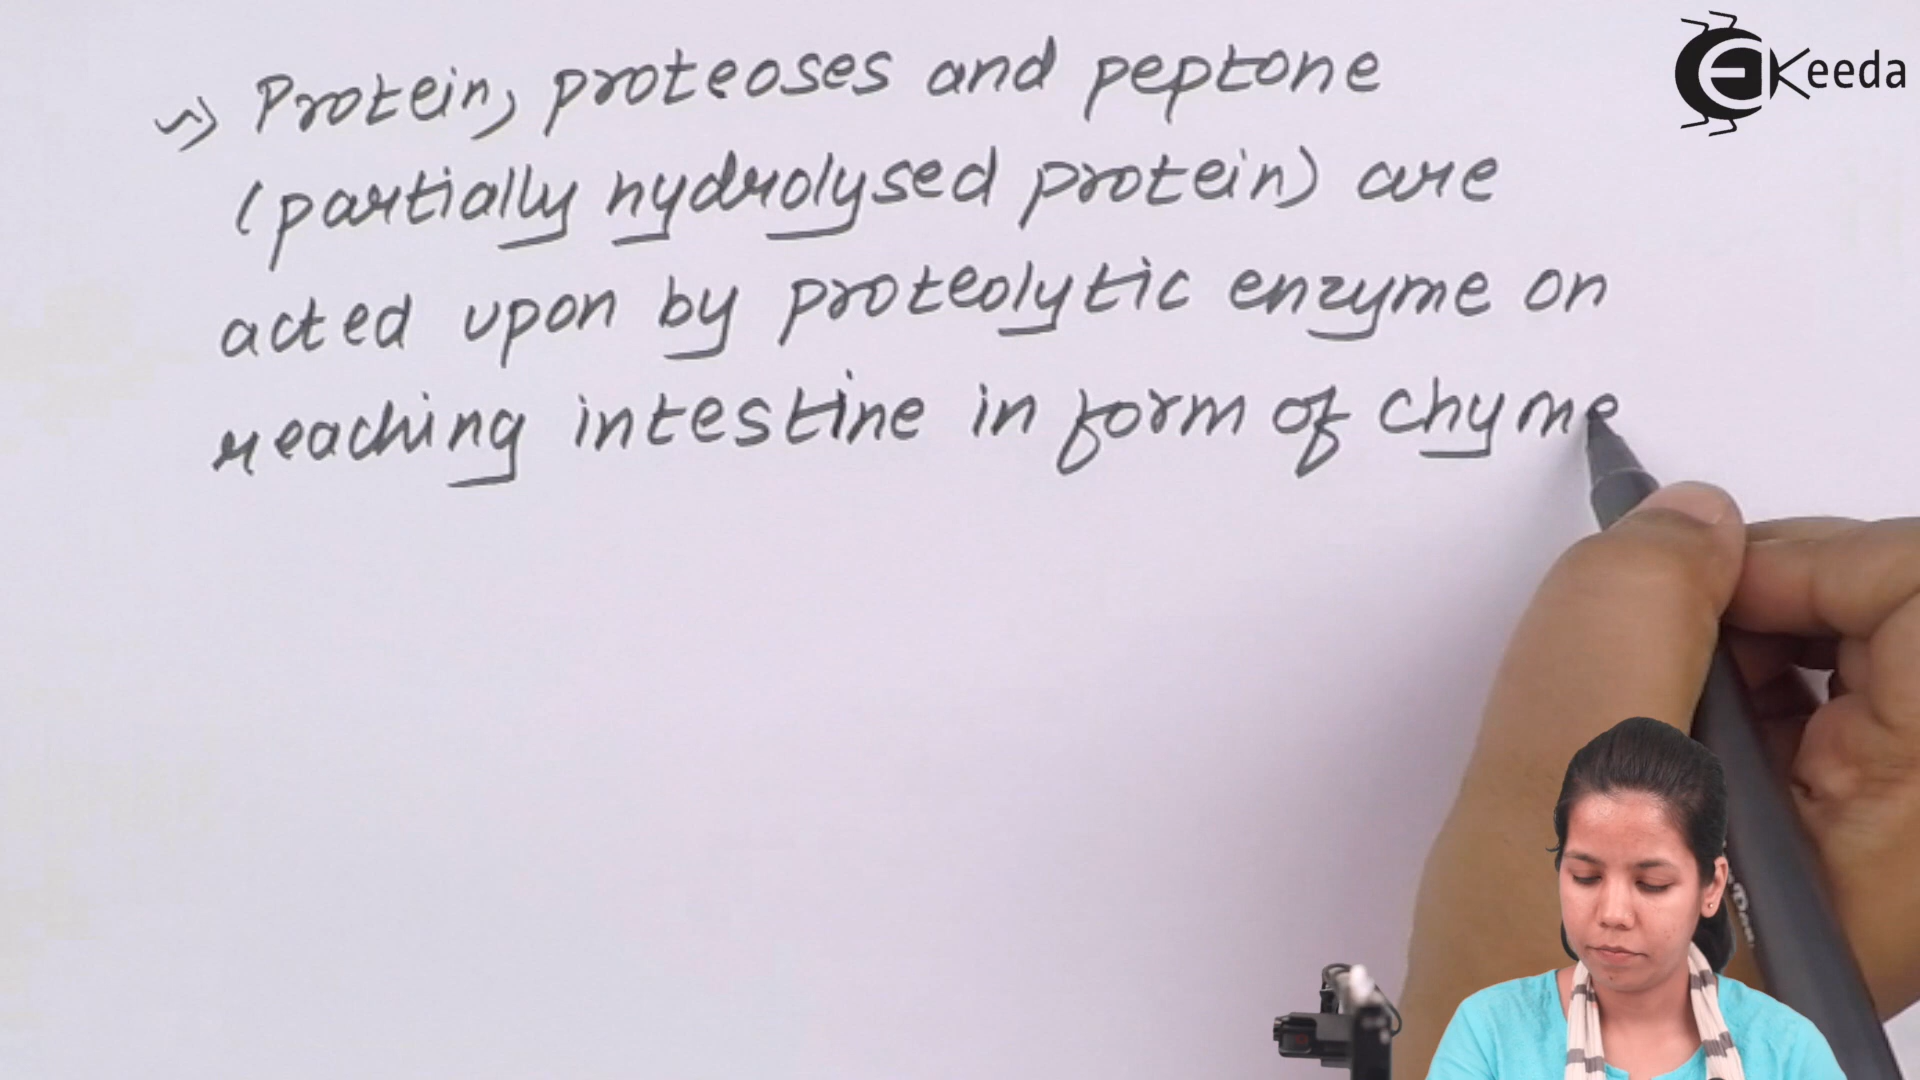 Protein, proteoses and peptone
(partially hydrolysed protein) are
acted upon by proteolytic enzyme on
reaching intestine in form of chyme
EKeeda